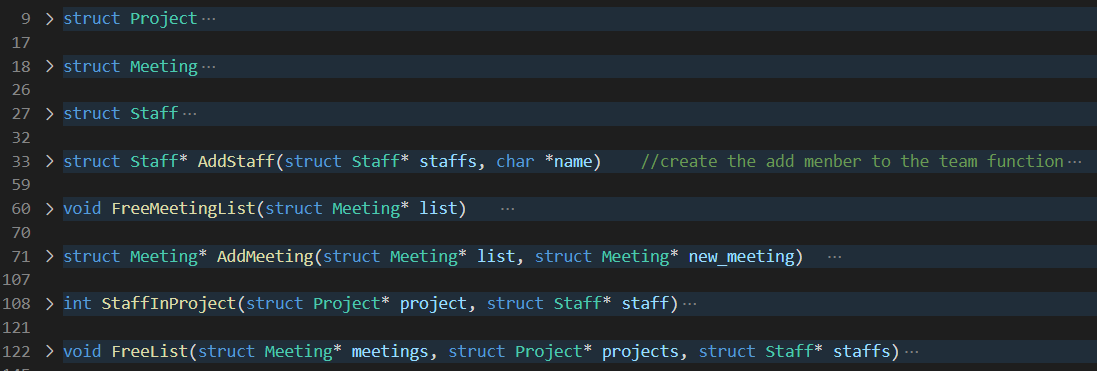 9 > struct Project ···
17
18 > struct Meeting ···
26
27 > struct Staff ···
32
33 > struct Staff* AddStaff(struct Staff* staffs, char *name)    //create the add menber to the team function ···
59
60 > void FreeMeetingList(struct Meeting* list)    ···
70
71 > struct Meeting* AddMeeting(struct Meeting* list, struct Meeting* new_meeting)   ···
107
108 > int StaffInProject(struct Project* project, struct Staff* staff) ···
121
122 > void FreeList(struct Meeting* meetings, struct Project* projects, struct Staff* staffs) ···